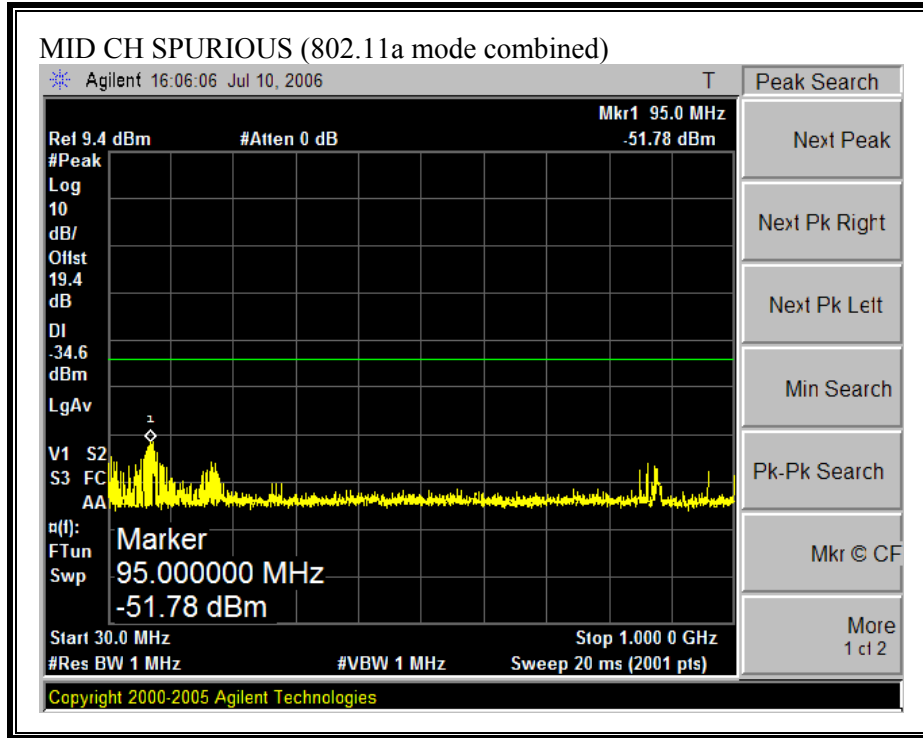 MID CH SPURIOUS (802.11a mode combined)
Agilent 16:06:06 Jul 10, 2006 T
Peak Search
Mkr1 95.0 MHz
Ref 9.4 dBm #Atten 0 dB -51.78 dBm
#Peak
Log
10
dB/
Offst
19.4
dB
DI
-34.6
dBm
LgAv
1
V1 S2
S3 FC
AA
¤(f):
FTun
Swp
Marker
95.000000 MHz
-51.78 dBm
Start 30.0 MHz Stop 1.000 0 GHz
#Res BW 1 MHz #VBW 1 MHz Sweep 20 ms (2001 pts)
Copyright 2000-2005 Agilent Technologies
Next Peak
Next Pk Right
Next Pk Left
Min Search
Pk-Pk Search
Mkr © CF
More
1 of 2